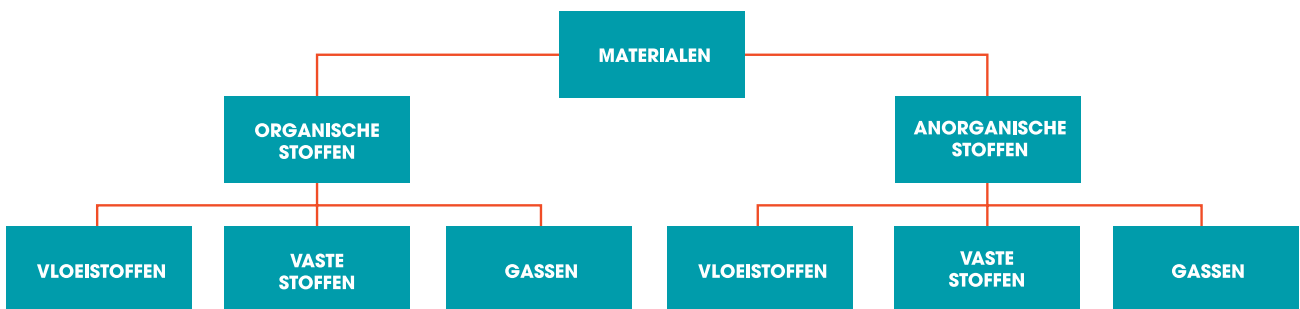 MATERIALEN
ORGANISCHE
STOFFEN
ANORGANISCHE
STOFFEN
VLOEISTOFFEN
VASTE
STOFFEN
GASSEN
VLOEISTOFFEN
VASTE
STOFFEN
GASSEN